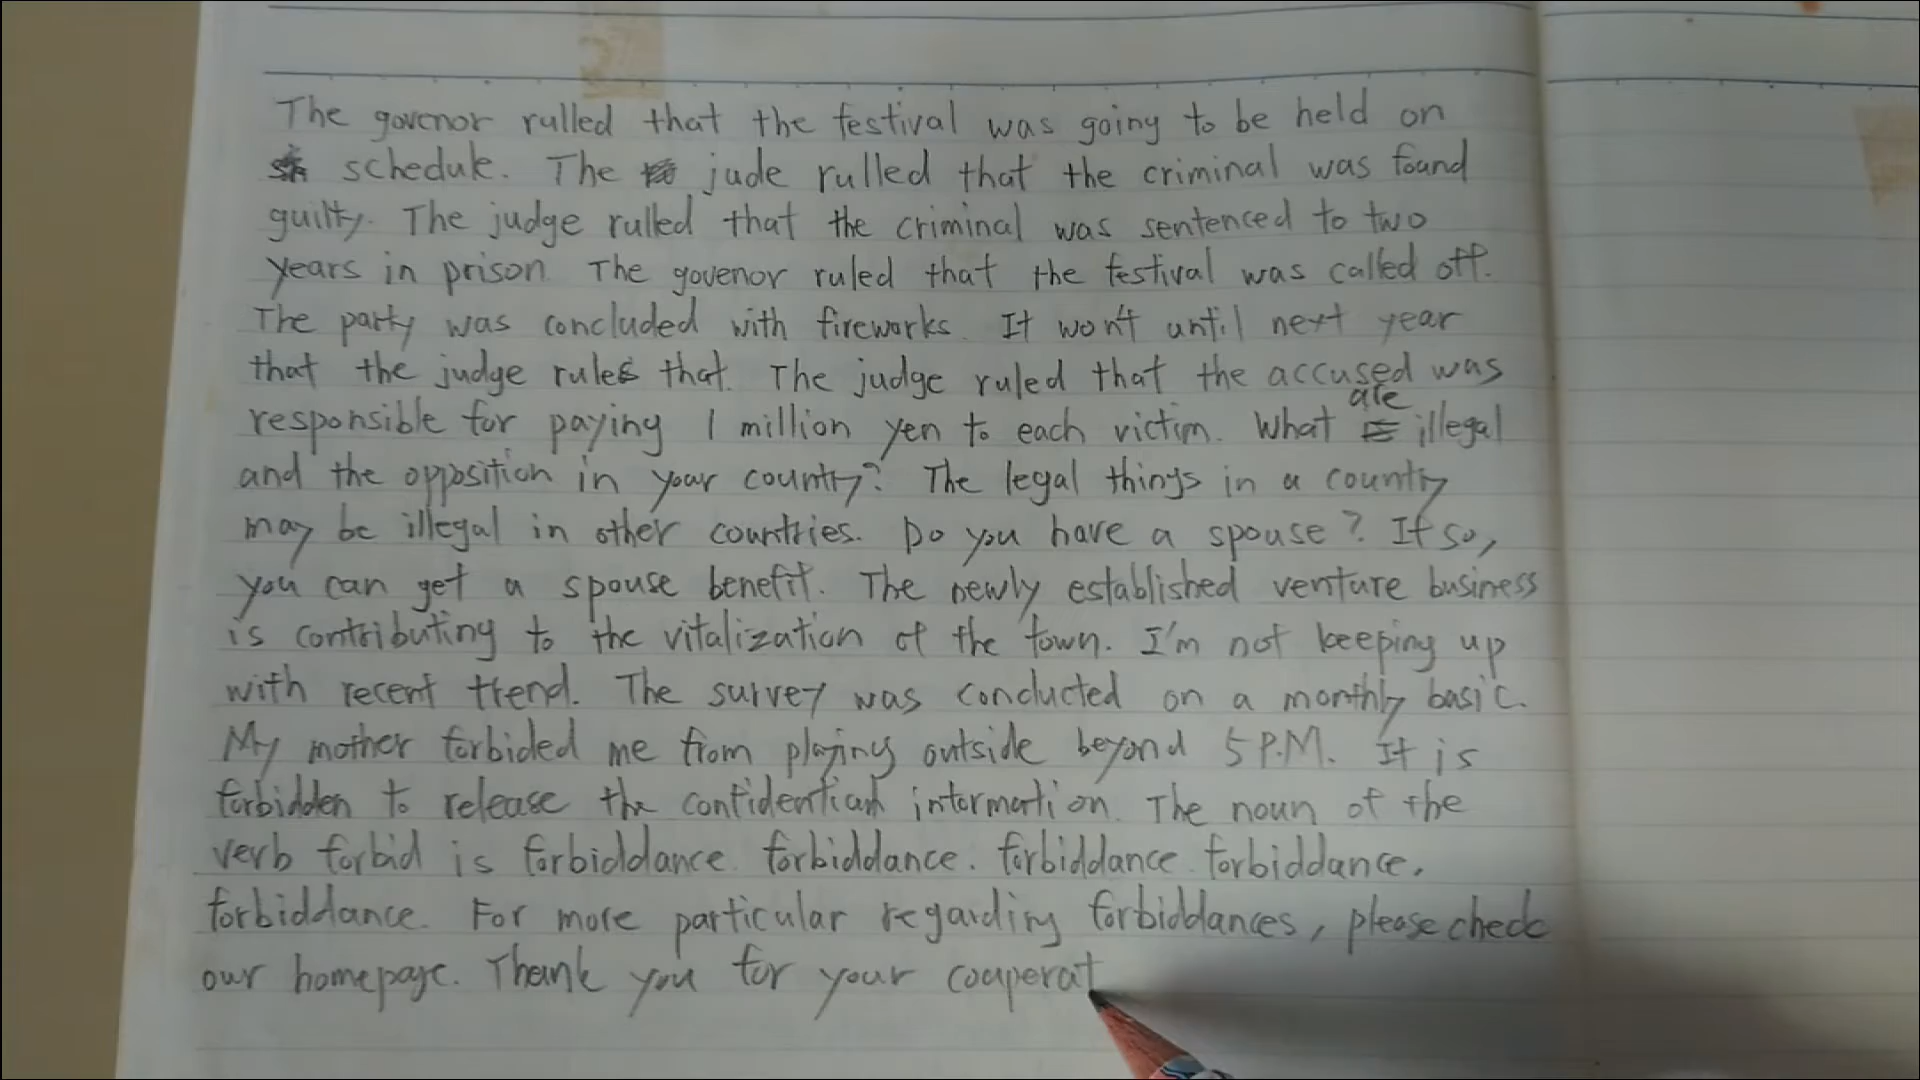 The govenor rulled that the festival was going to be held on
schedule. The jude rulled that the criminal was found
guilty. The judge rulled that the criminal was sentenced to two
years in prison. The govenor ruled that the festival was called off.
The party was concluded with fireworks. It won't until next year
that the judge rules that. The judge ruled that the accused was
are
responsible for paying 1 million yen to each victim. What illegal
and the opposition in your country? The legal things in a country
may be illegal in other countries. Do you have a spouse? If so,
you can get a spouse benefit. The newly established venture business
is contributing to the vitalization of the town. I'm not keeping up
with recent trend. The survey was conducted on a monthly basic.
My mother forbided me from playing outside beyond 5 P.M. It is
forbidden to release the information. The noun of the
verb forbid is forbiddance. forbiddance. forbiddance. forbiddance.
forbiddance. For more particular regarding forbiddances, please check
our homepage. Thank you for your couperat